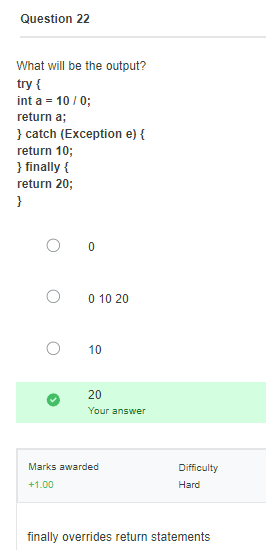 Question 22
What will be the output?
try {
int a = 10 / 0;
return a;
} catch (Exception e) {
return 10;
} finally {
return 20;
}
0
0 10 20
10
20
Your answer
Marks awarded
+1.00
Difficulty
Hard
finally overrides return statements